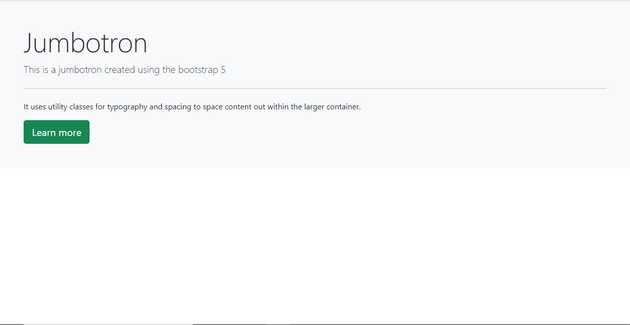 Jumbotron
This is a jumbotron created using the bootstrap 5
It uses utility classes for typography and spacing to space content out within the larger container.
Learn more